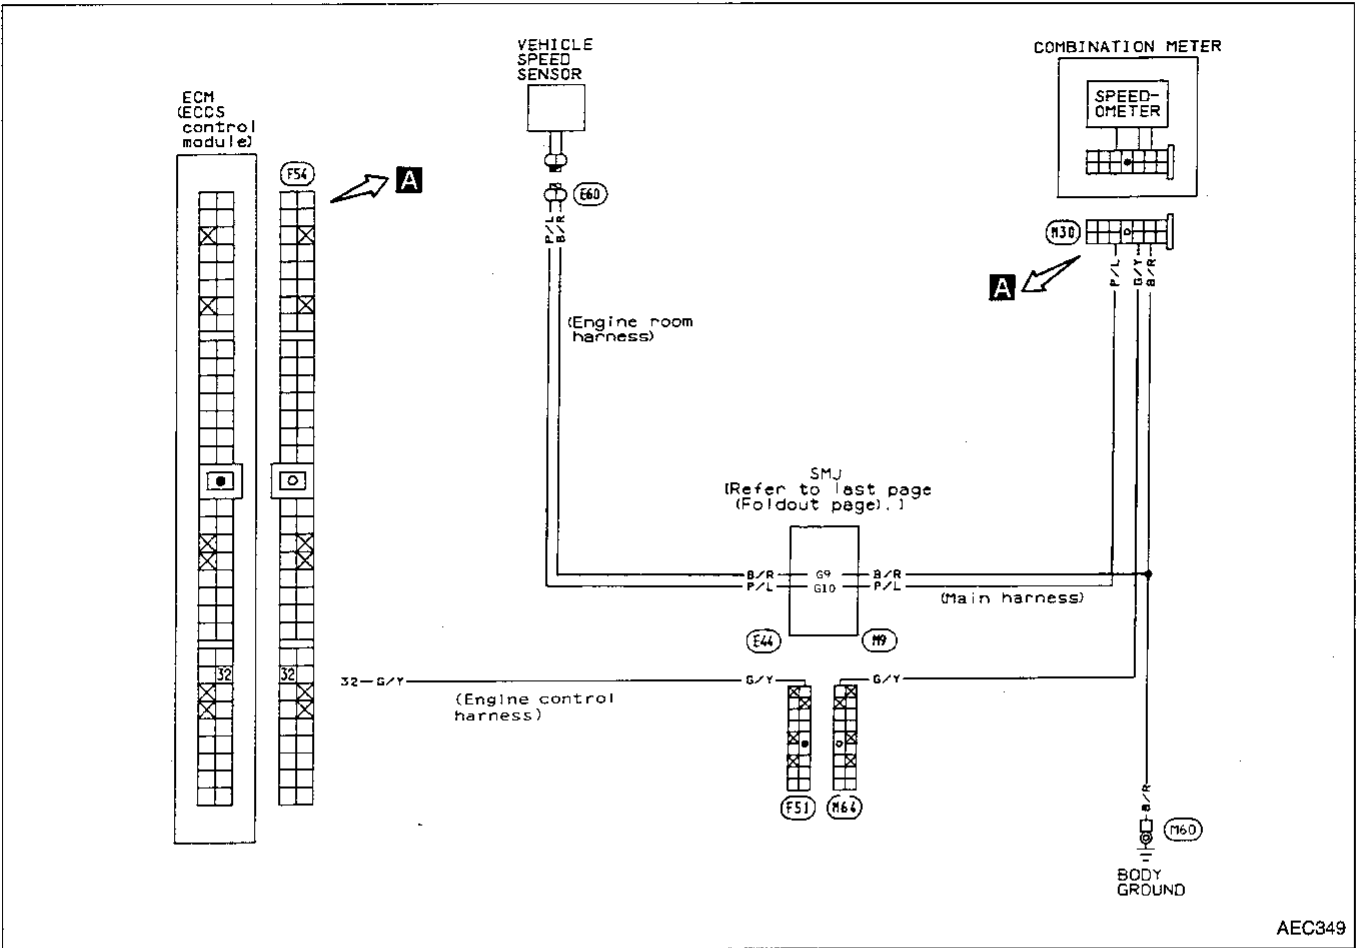 VEHICLE
SPEED
SENSOR
COMBINATION METER
SPEED-
OMETER
ECM
(ECCS
control
module)
F54
A
E60
P/L
B/R
M30
A
P/L
G/Y
B/R
(Engine room
harness)
SMJ
[Refer to last page
(Foldout page).]
B/R
G9
B/R
P/L
G10
P/L
(Main harness)
E44
M9
32
32
32
G/Y
G/Y
G/Y
(Engine control
harness)
F51
M64
B/R
M60
BODY
GROUND
AEC349